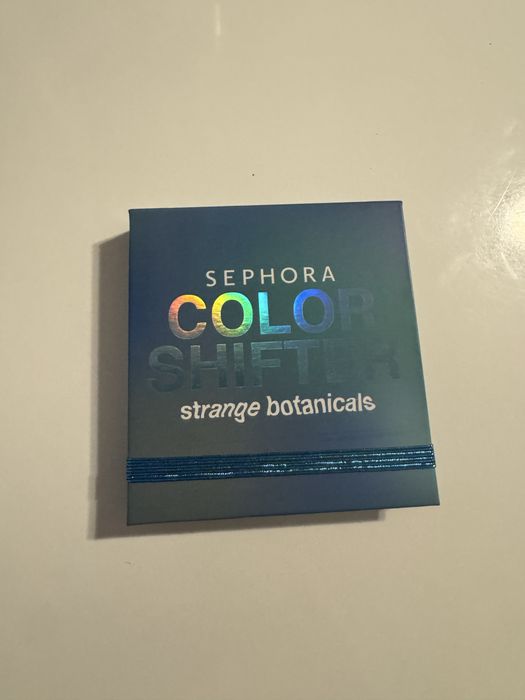 SEPHORA
COLOR
SHIFTER
strange botanicals